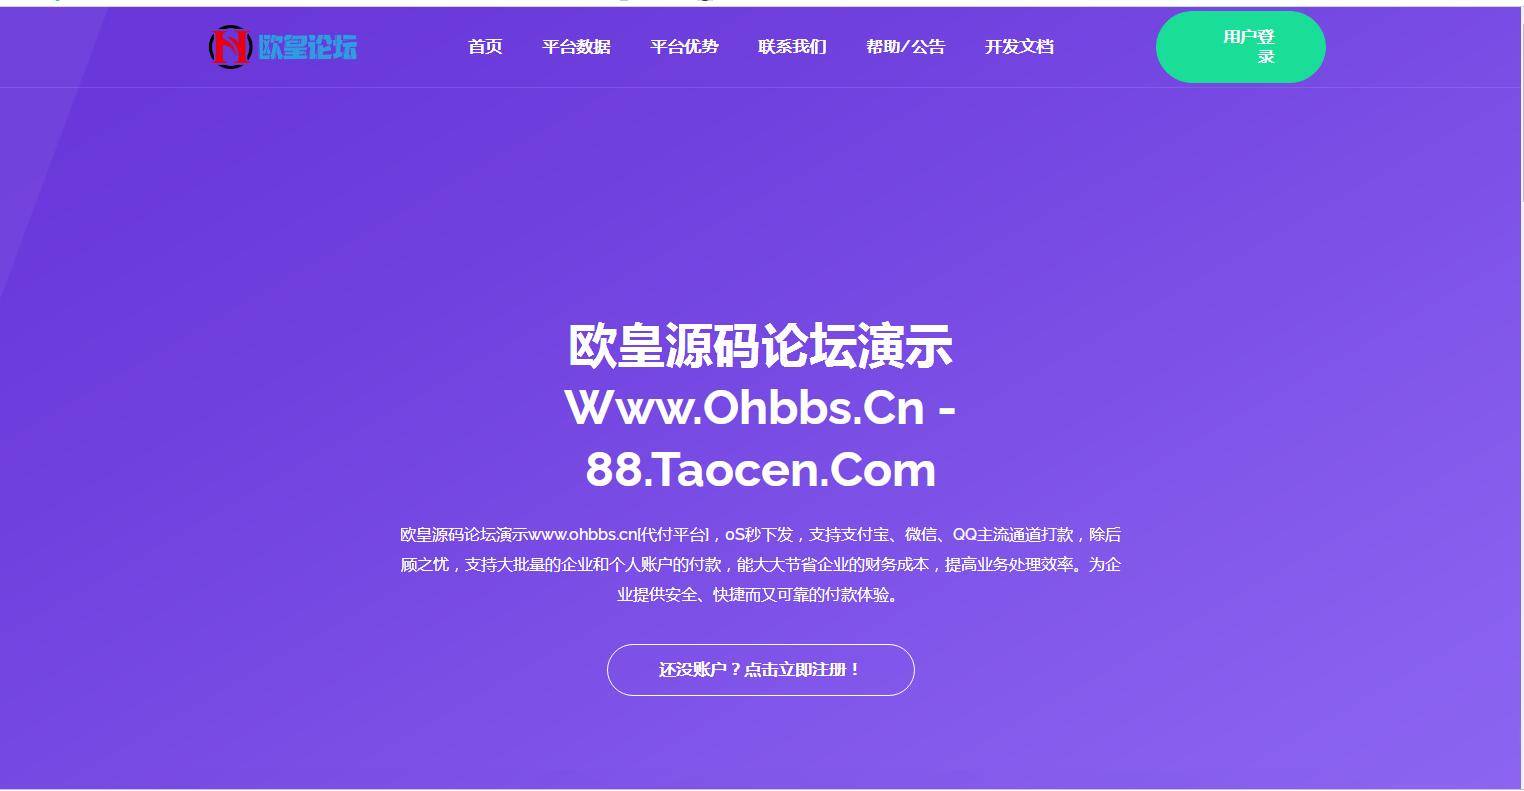 欧皇论坛
首页 平台数据 平台优势 联系我们 帮助/公告 开发文档
用户登
录
欧皇源码论坛演示
Www.Ohbbs.Cn -
88.Taocen.Com
欧皇源码论坛演示www.ohbbs.cn[代付平台]，oS秒下发，支持支付宝、微信、QQ主流通道打款，除后
顾之忧，支持大批量的企业和个人账户的付款，能大大节省企业的财务成本，提高业务处理效率。为企
业提供安全、快捷而又可靠的付款体验。
还没账户？点击立即注册！